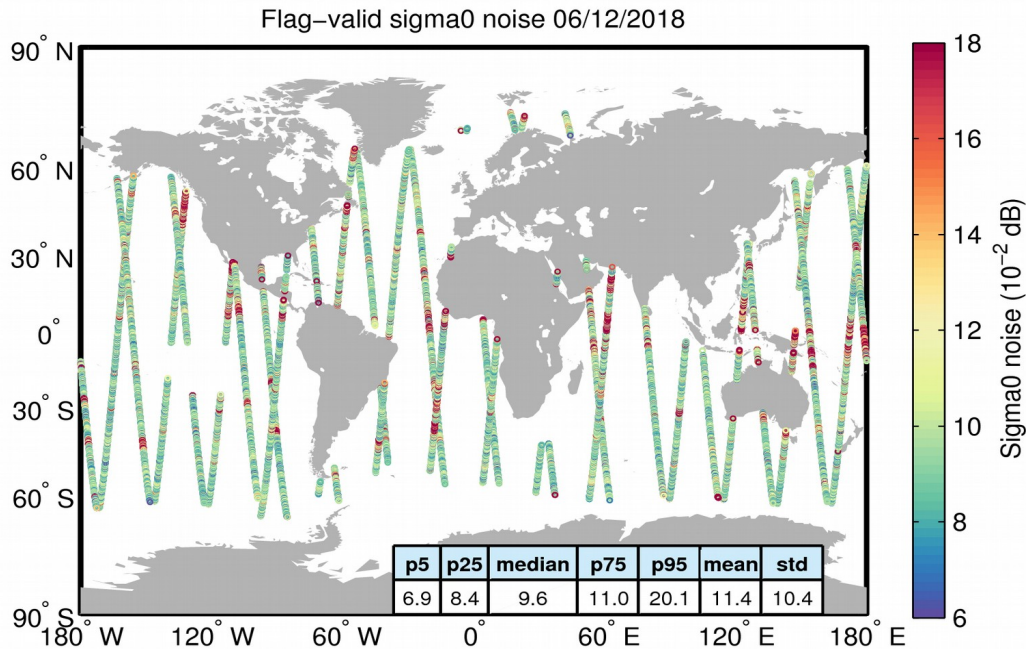 Flag-valid sigma0 noise 06/12/2018
90° N
60° N
30° N
0°
30° S
60° S
90° S
180° W
120° W
60° W
0°
60° E
120° E
180° E
p5 p25 median p75 p95 mean std
6.9 8.4 9.6 11.0 20.1 11.4 10.4
18
16
14
12
10
8
6
Sigma0 noise (10⁻² dB)